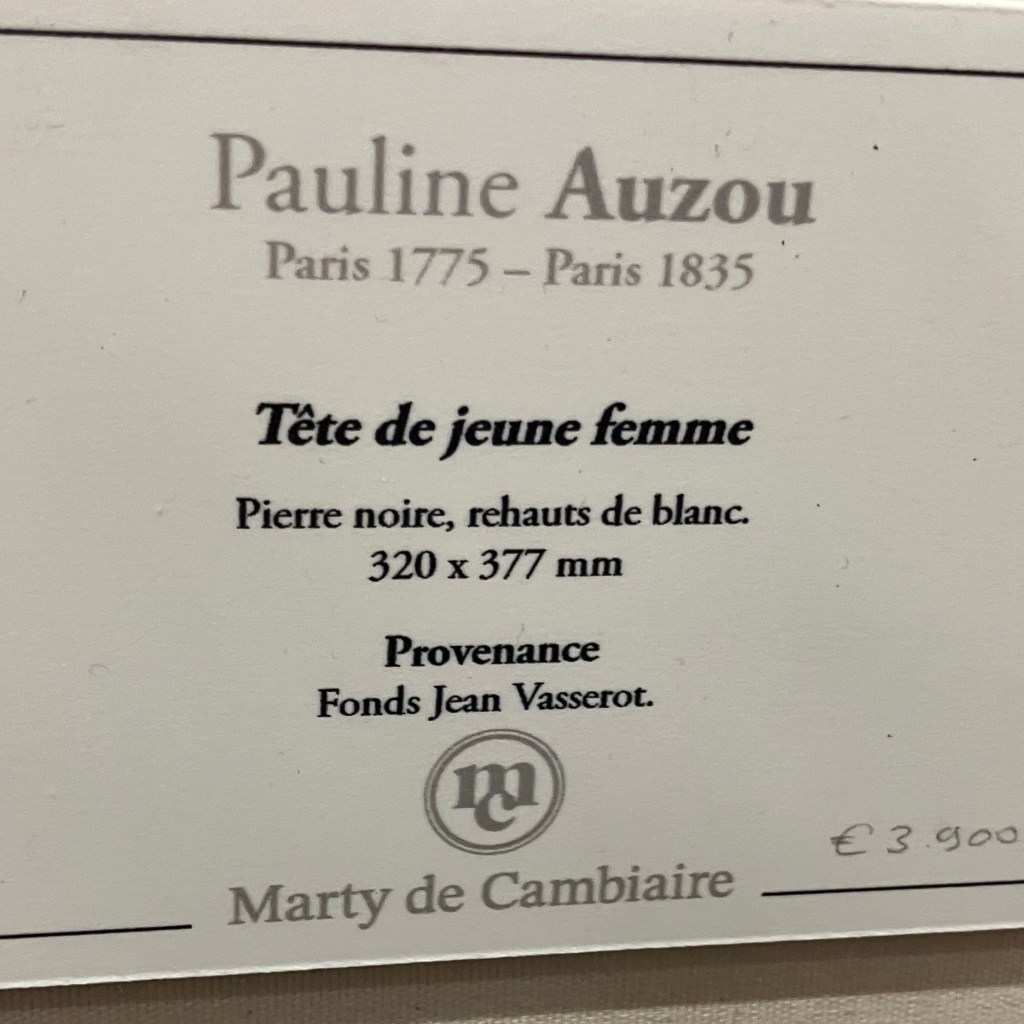 Pauline Auzou
Paris 1775 – Paris 1835
Tête de jeune femme
Pierre noire, rehauts de blanc.
320 x 377 mm
Provenance
Fonds Jean Vasserot.
mc
€ 3.900
Marty de Cambiaire